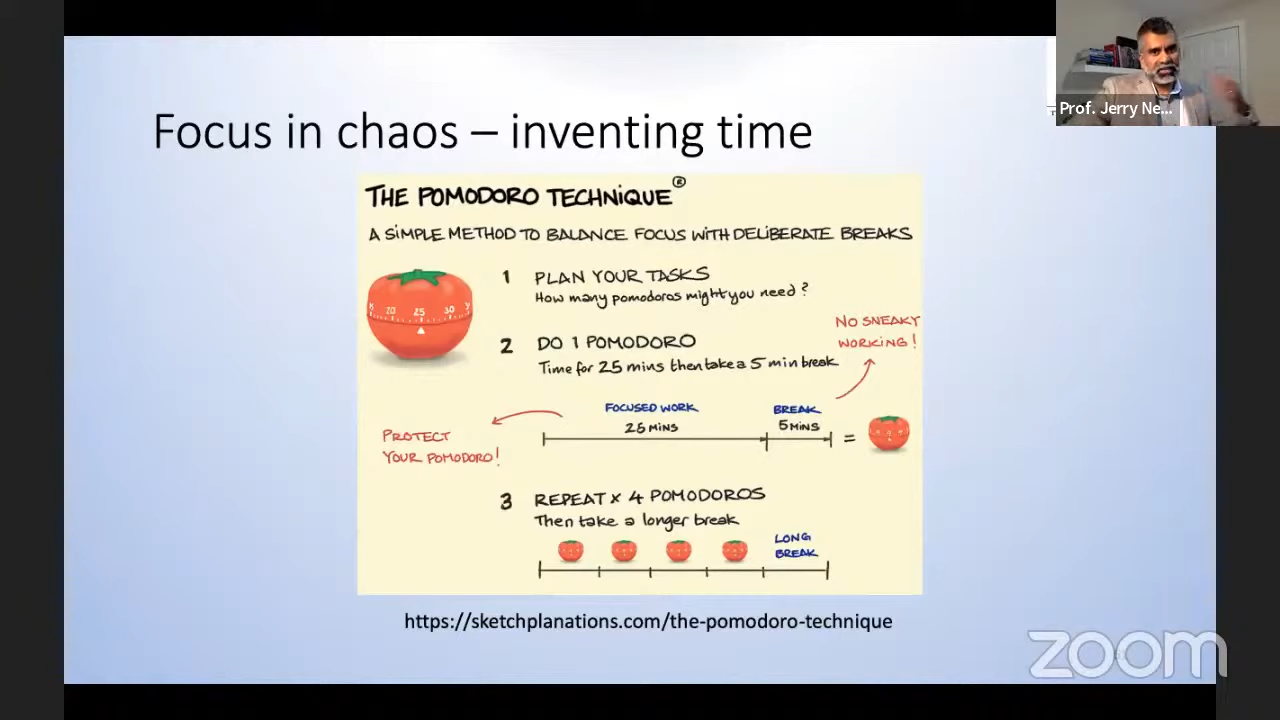 Prof. Jerry Ne...
Focus in chaos – inventing time
THE POMODORO TECHNIQUE®
A SIMPLE METHOD TO BALANCE FOCUS WITH DELIBERATE BREAKS
20 25 30
1 PLAN YOUR TASKS
How many pomodoros might you need?
2 DO 1 POMODORO
Time for 25 mins then take a 5 min break
NO SNEAKY
WORKING!
FOCUSED WORK
25 MINS
BREAK
5 MINS
=
PROTECT
YOUR POMODORO!
3 REPEAT x 4 POMODOROS
Then take a longer break
LONG
BREAK
https://sketchplanations.com/the-pomodoro-technique
zoom